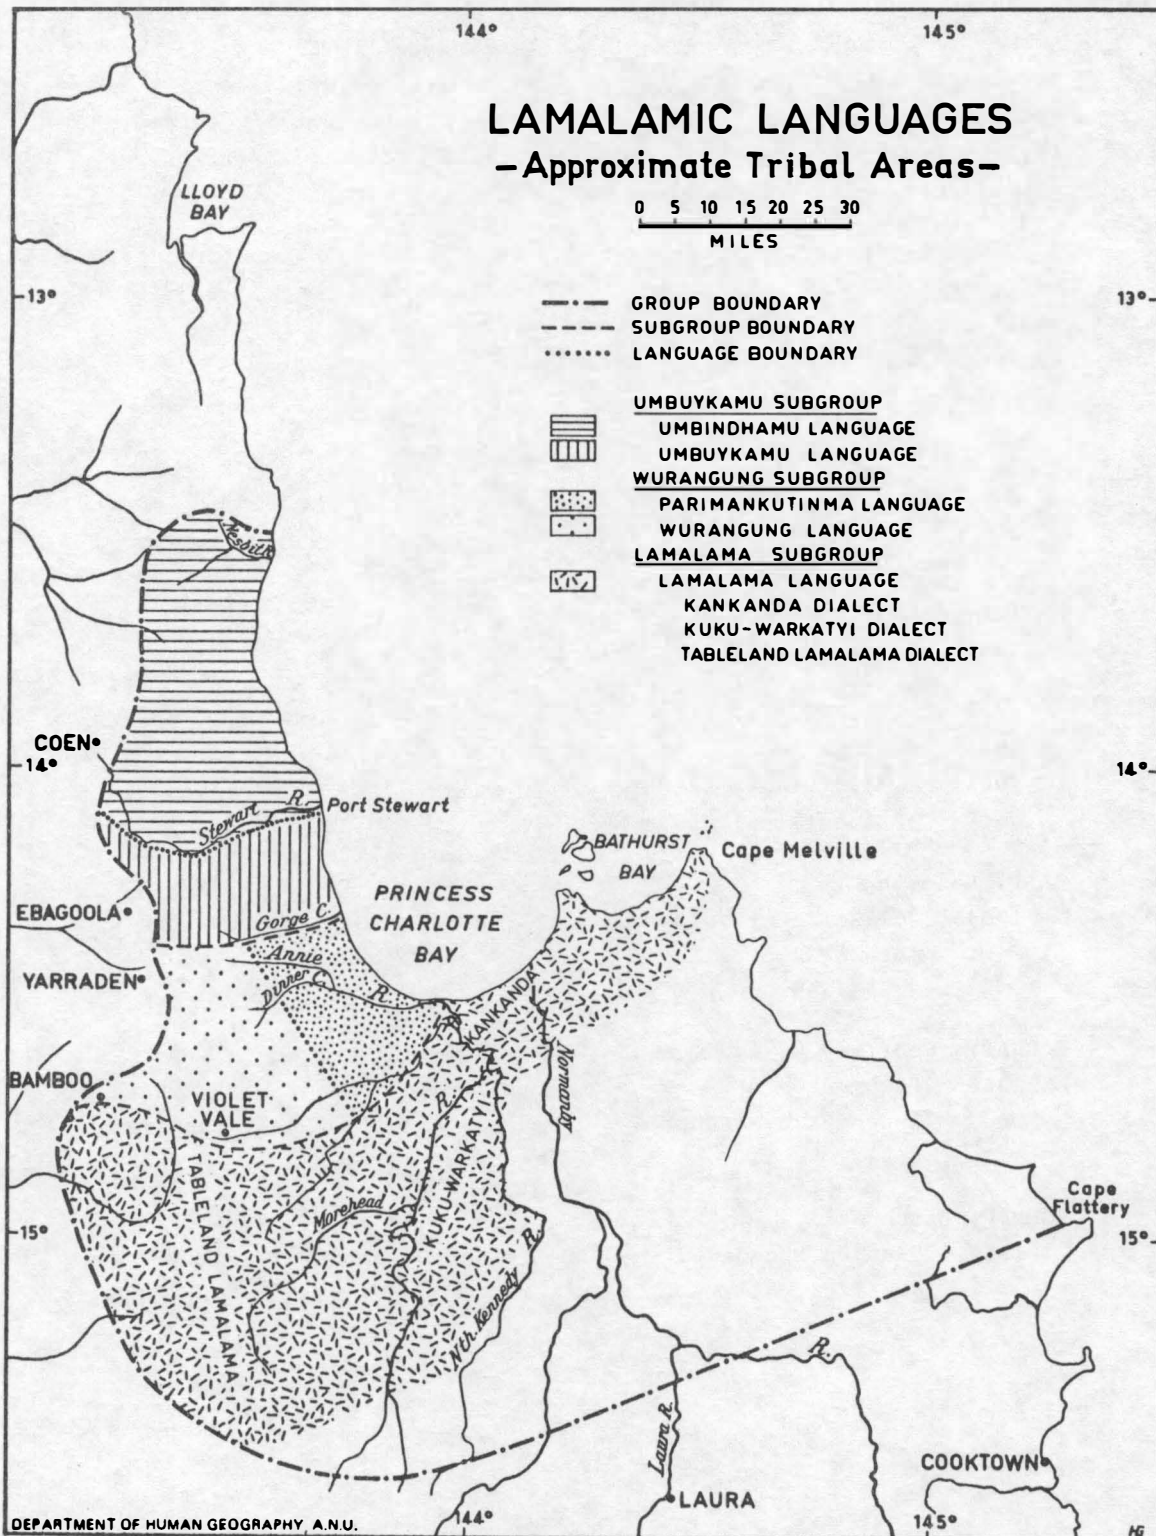 144°
145°
LAMALAMIC LANGUAGES
–Approximate Tribal Areas–
0 5 10 15 20 25 30
MILES
LLOYD
BAY
13°
13°
GROUP BOUNDARY
SUBGROUP BOUNDARY
LANGUAGE BOUNDARY
UMBUYKAMU SUBGROUP
UMBINDHAMU LANGUAGE
UMBUYKAMU LANGUAGE
WURANGUNG SUBGROUP
PARIMANKUTINMA LANGUAGE
WURANGUNG LANGUAGE
LAMALAMA SUBGROUP
LAMALAMA LANGUAGE
KANKANDA DIALECT
KUKU-WARKATYI DIALECT
TABLELAND LAMALAMA DIALECT
Nesbit R.
COEN
14°
14°
Stewart R.
Port Stewart
BATHURST
BAY
Cape Melville
PRINCESS
CHARLOTTE
BAY
EBAGOOLA
Gorge C.
Annie R.
Dinner C.
YARRADEN
KANKANDA
Normanby
BAMBOO
VIOLET
VALE
R.
KUKU-WARKATYI
TABLELAND LAMALAMA
Morehead
Cape
Flattery
15°
15°
R.
Nth. Kennedy
R.
Laura R.
COOKTOWN
LAURA
144°
145°
DEPARTMENT OF HUMAN GEOGRAPHY A.N.U.
HG